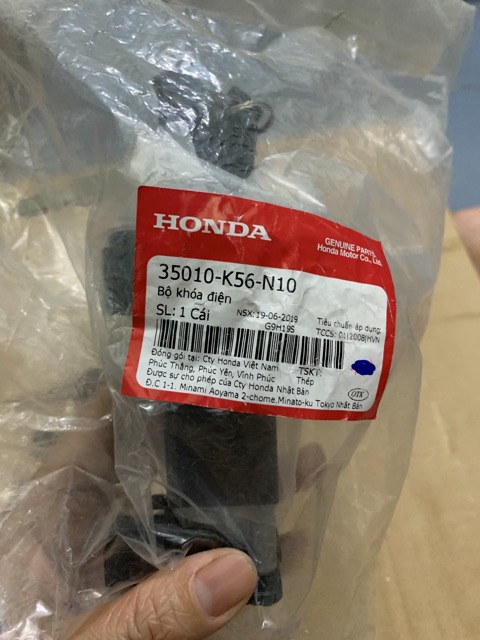 HONDA
GENUINE PARTS
Honda Motor Co., Ltd.
35010-K56-N10
Bộ khóa điện
SL: 1 Cái
NSX: 19-06-2019
G9H19S
Tiêu chuẩn áp dụng:
TCCS: 01|2008|HVN
Đóng gói tại: Cty Honda Việt Nam
Phúc Thắng, Phúc Yên, Vĩnh Phúc
TSKT:
Thép
Được sự cho phép của Cty Honda Nhật Bản
Đ.C 1-1. Minami Aoyama 2-chome.Minato-ku Tokyo Nhật Bản
OTK